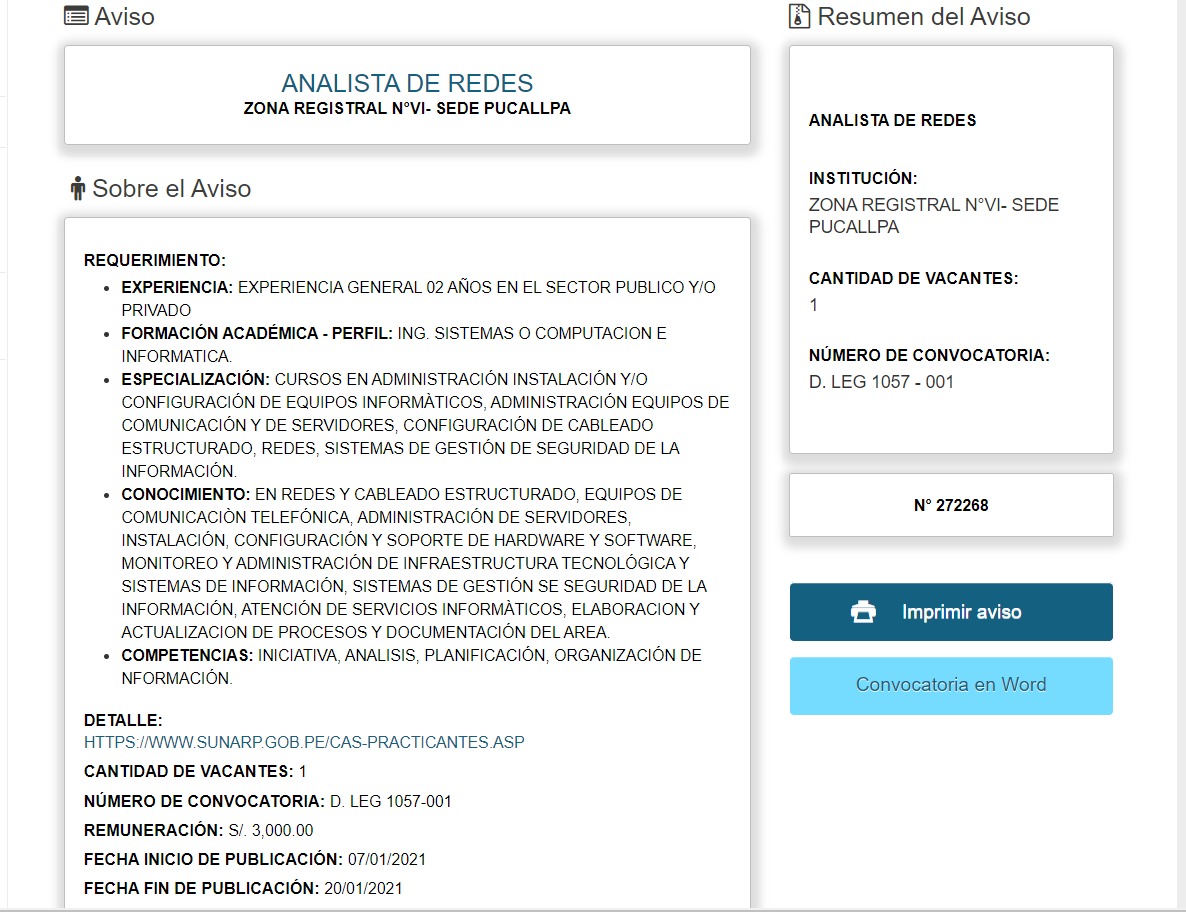 Aviso
ANALISTA DE REDES
ZONA REGISTRAL N°VI- SEDE PUCALLPA
Sobre el Aviso
REQUERIMIENTO:
• EXPERIENCIA: EXPERIENCIA GENERAL 02 AÑOS EN EL SECTOR PUBLICO Y/O
PRIVADO
• FORMACIÓN ACADÉMICA - PERFIL: ING. SISTEMAS O COMPUTACION E
INFORMATICA.
• ESPECIALIZACIÓN: CURSOS EN ADMINISTRACIÓN INSTALACIÓN Y/O
CONFIGURACIÓN DE EQUIPOS INFORMÀTICOS, ADMINISTRACIÓN EQUIPOS DE
COMUNICACIÓN Y DE SERVIDORES, CONFIGURACIÓN DE CABLEADO
ESTRUCTURADO, REDES, SISTEMAS DE GESTIÓN DE SEGURIDAD DE LA
INFORMACIÓN.
• CONOCIMIENTO: EN REDES Y CABLEADO ESTRUCTURADO, EQUIPOS DE
COMUNICACIÒN TELEFÓNICA, ADMINISTRACIÓN DE SERVIDORES,
INSTALACIÓN, CONFIGURACIÓN Y SOPORTE DE HARDWARE Y SOFTWARE,
MONITOREO Y ADMINISTRACIÓN DE INFRAESTRUCTURA TECNOLÓGICA Y
SISTEMAS DE INFORMACIÓN, SISTEMAS DE GESTIÓN SE SEGURIDAD DE LA
INFORMACIÓN, ATENCIÓN DE SERVICIOS INFORMÀTICOS, ELABORACION Y
ACTUALIZACION DE PROCESOS Y DOCUMENTACIÓN DEL AREA.
• COMPETENCIAS: INICIATIVA, ANALISIS, PLANIFICACIÓN, ORGANIZACIÓN DE
NFORMACIÓN.
DETALLE:
HTTPS://WWW.SUNARP.GOB.PE/CAS-PRACTICANTES.ASP
CANTIDAD DE VACANTES: 1
NÚMERO DE CONVOCATORIA: D. LEG 1057-001
REMUNERACIÓN: S/. 3,000.00
FECHA INICIO DE PUBLICACIÓN: 07/01/2021
FECHA FIN DE PUBLICACIÓN: 20/01/2021
Resumen del Aviso
ANALISTA DE REDES
INSTITUCIÓN:
ZONA REGISTRAL N°VI- SEDE
PUCALLPA
CANTIDAD DE VACANTES:
1
NÚMERO DE CONVOCATORIA:
D. LEG 1057 - 001
N° 272268
Imprimir aviso
Convocatoria en Word